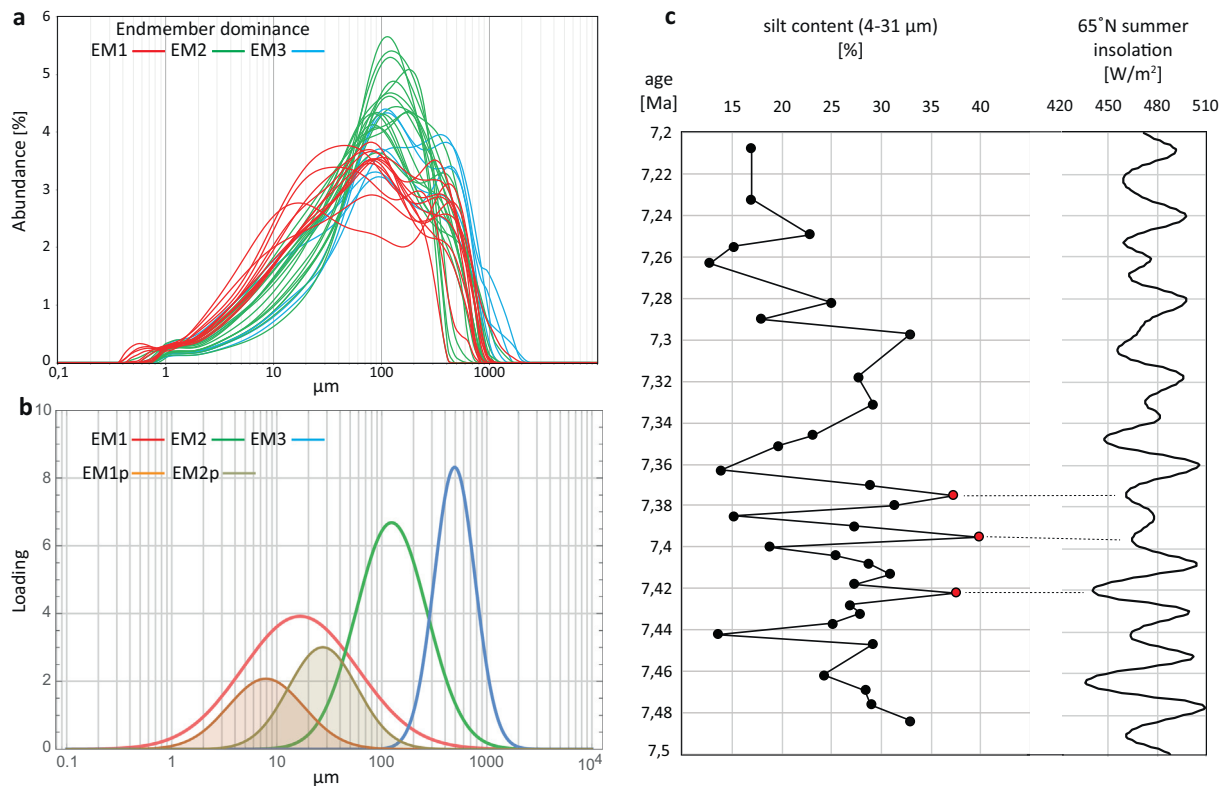 a
Endmember dominance
EM1 EM2 EM3
Abundance [%]
6
5
4
3
2
1
0
0,1 1 10 100 1000
µm
b
EM1 EM2 EM3
EM1p EM2p
Loading
10
8
6
4
2
0
0.1 1 10 100 1000 10⁴
µm
c
silt content (4-31 µm)
[%]
65˚N summer
insolation
[W/m²]
age
[Ma]
15 20 25 30 35 40 420 450 480 510
7,2
7,22
7,24
7,26
7,28
7,3
7,32
7,34
7,36
7,38
7,4
7,42
7,44
7,46
7,48
7,5